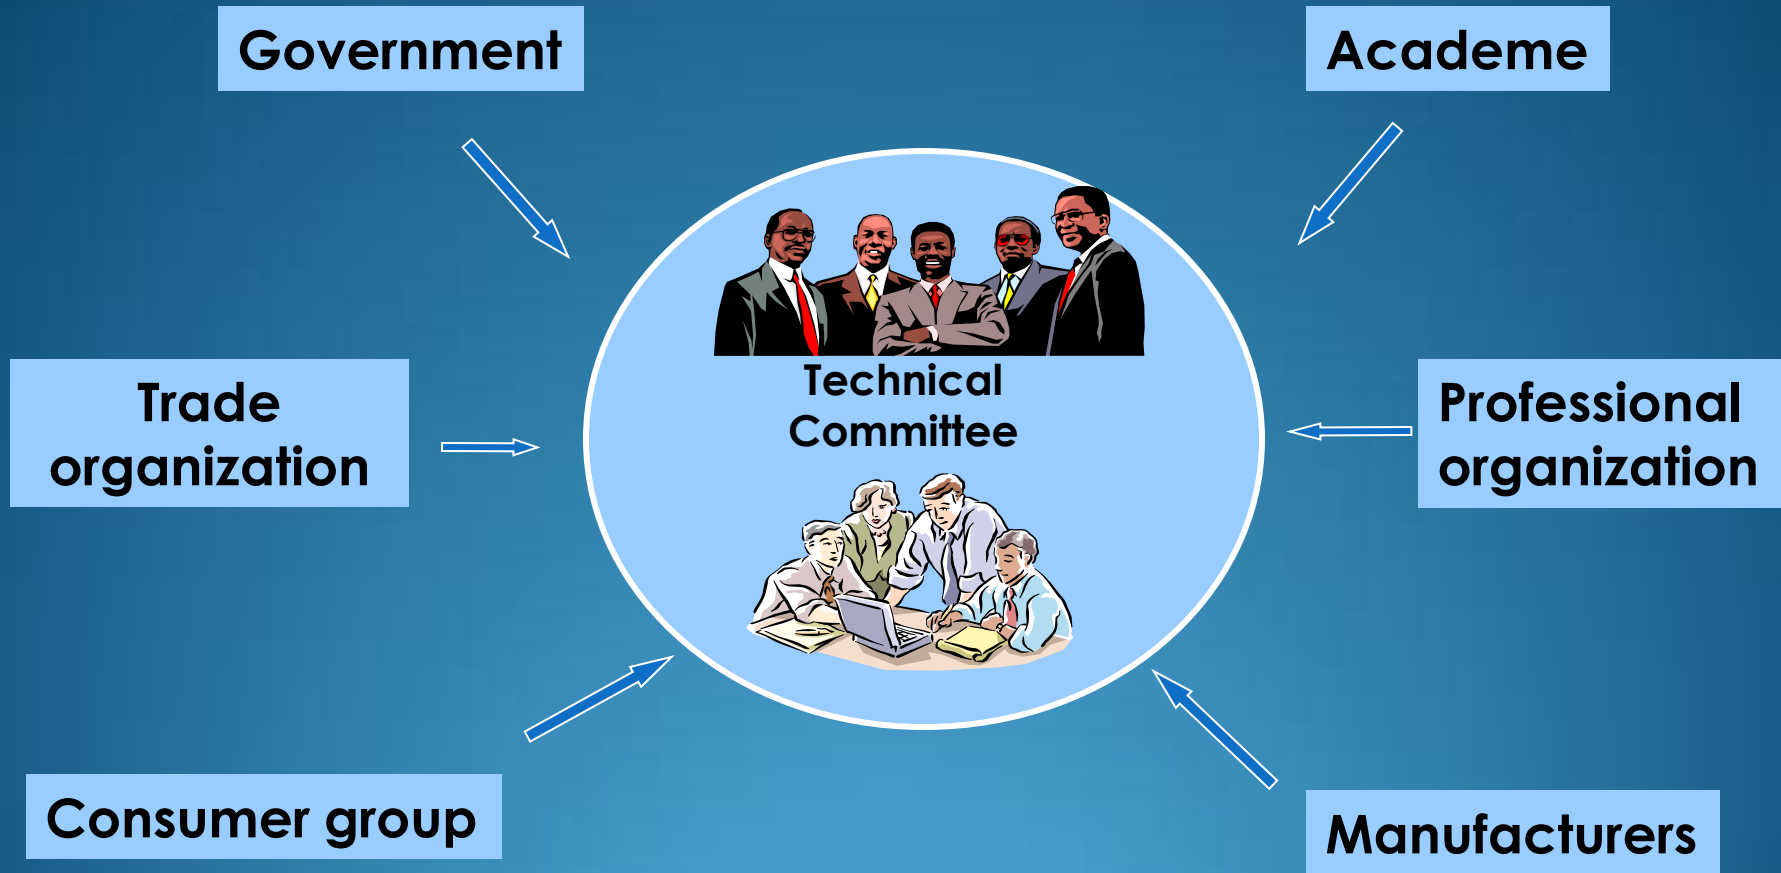 Government
Academe
Technical
Committee
Trade
organization
Professional
organization
Consumer group
Manufacturers